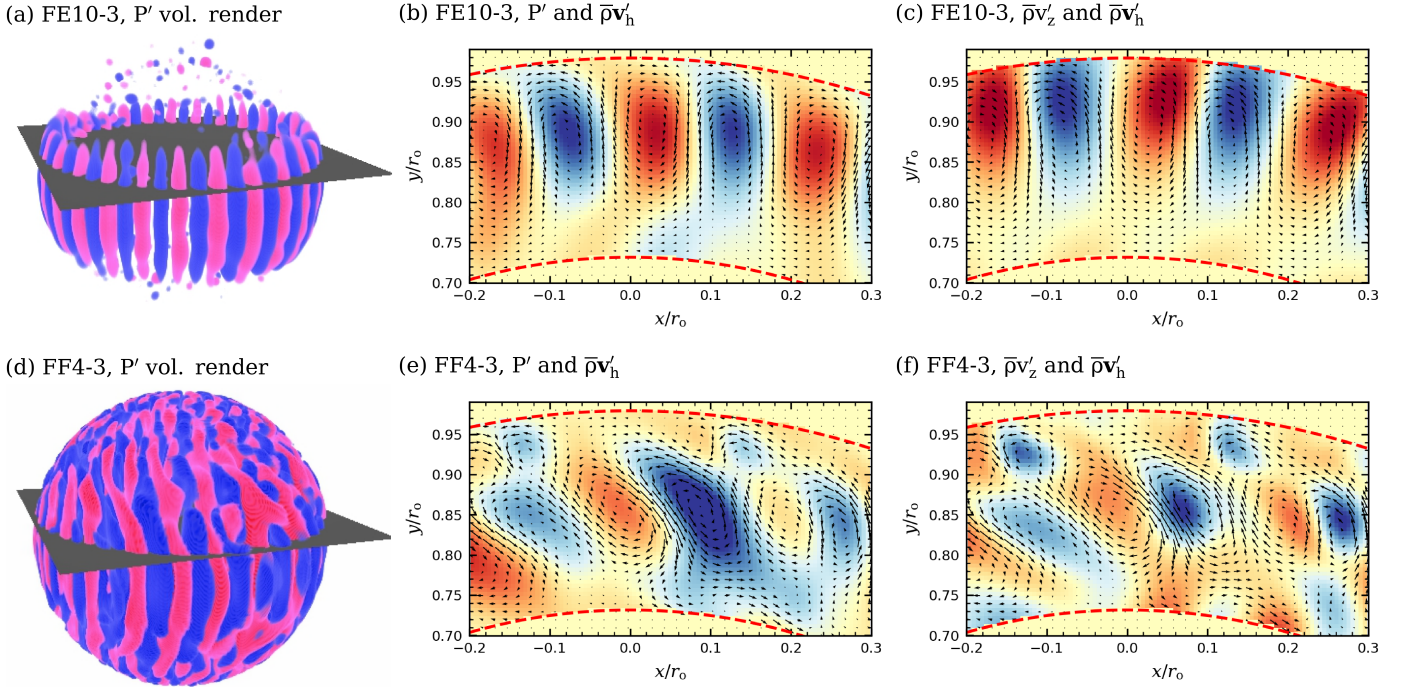 (a) FE10-3, P′ vol. render
(b) FE10-3, P′ and ρ̅v′ₕ
(c) FE10-3, ρ̅v′_z and ρ̅v′ₕ
y/rₒ
0.95
0.90
0.85
0.80
0.75
0.70
−0.2 −0.1 0.0 0.1 0.2 0.3
x/rₒ
y/rₒ
0.95
0.90
0.85
0.80
0.75
0.70
−0.2 −0.1 0.0 0.1 0.2 0.3
x/rₒ
(d) FF4-3, P′ vol. render
(e) FF4-3, P′ and ρ̅v′ₕ
(f) FF4-3, ρ̅v′_z and ρ̅v′ₕ
y/rₒ
0.95
0.90
0.85
0.80
0.75
0.70
−0.2 −0.1 0.0 0.1 0.2 0.3
x/rₒ
y/rₒ
0.95
0.90
0.85
0.80
0.75
0.70
−0.2 −0.1 0.0 0.1 0.2 0.3
x/rₒ